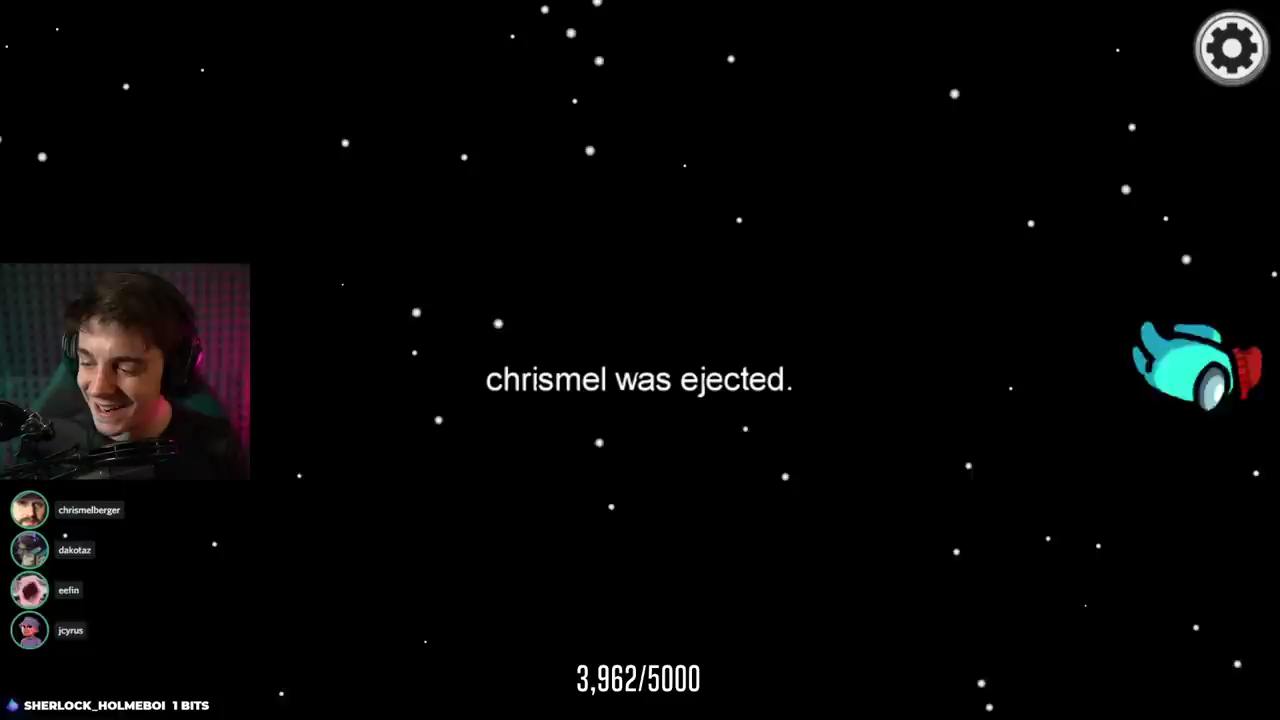 chrismel was ejected.
chrismelberger
dakotaz
eefin
jcyrus
3,962/5000
SHERLOCK_HOLMEBOI 1 BITS